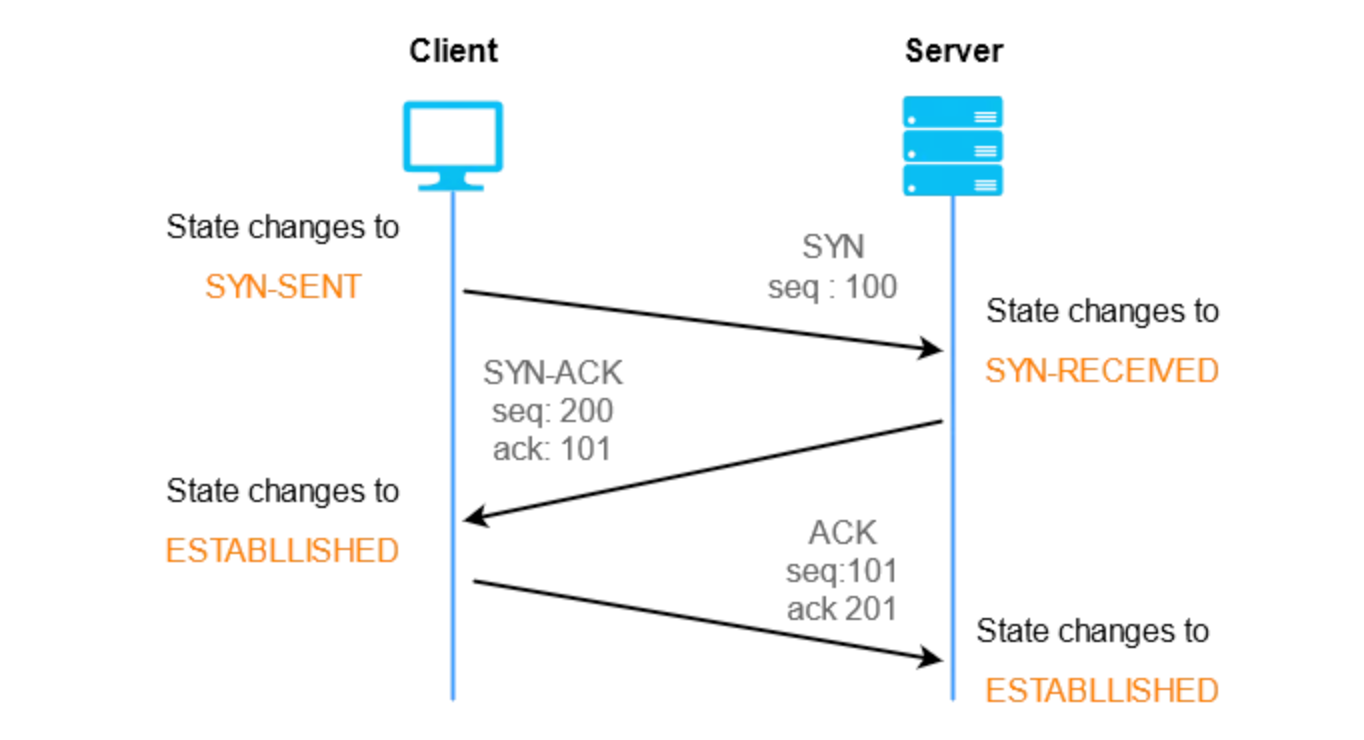 Client
Server
State changes to
SYN-SENT
SYN
seq : 100
State changes to
SYN-RECEIVED
SYN-ACK
seq: 200
ack: 101
State changes to
ESTABLLISHED
ACK
seq:101
ack 201
State changes to
ESTABLLISHED